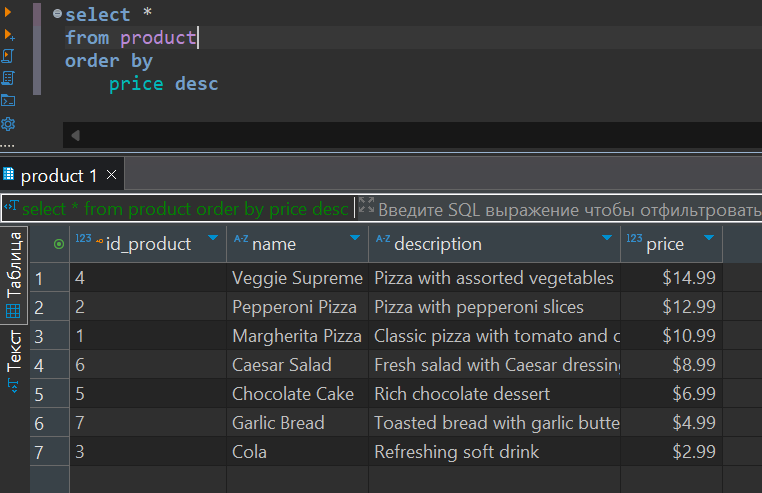 select *
from product
order by
price desc
product 1
select * from product order by price desc Введите SQL выражение чтобы отфильтровать
Таблица
Текст
123 id_product A-Z name A-Z description 123 price
1 4 Veggie Supreme Pizza with assorted vegetables $14.99
2 2 Pepperoni Pizza Pizza with pepperoni slices $12.99
3 1 Margherita Pizza Classic pizza with tomato and c $10.99
4 6 Caesar Salad Fresh salad with Caesar dressing $8.99
5 5 Chocolate Cake Rich chocolate dessert $6.99
6 7 Garlic Bread Toasted bread with garlic butte $4.99
7 3 Cola Refreshing soft drink $2.99